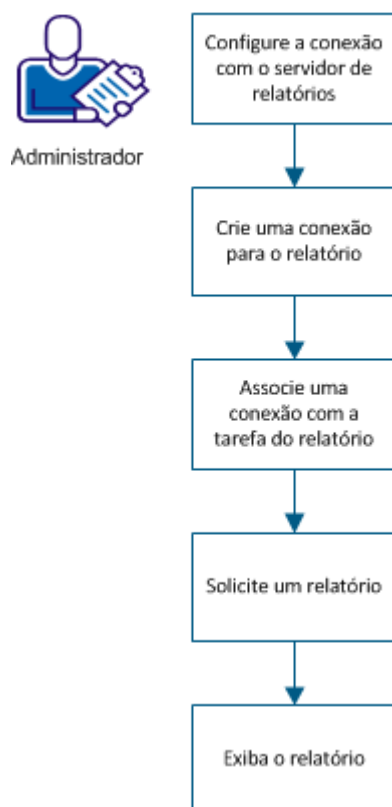 Administrador
Configure a conexão
com o servidor de
relatórios
Crie uma conexão
para o relatório
Associe uma
conexão com a
tarefa do relatório
Solicite um relatório
Exiba o relatório